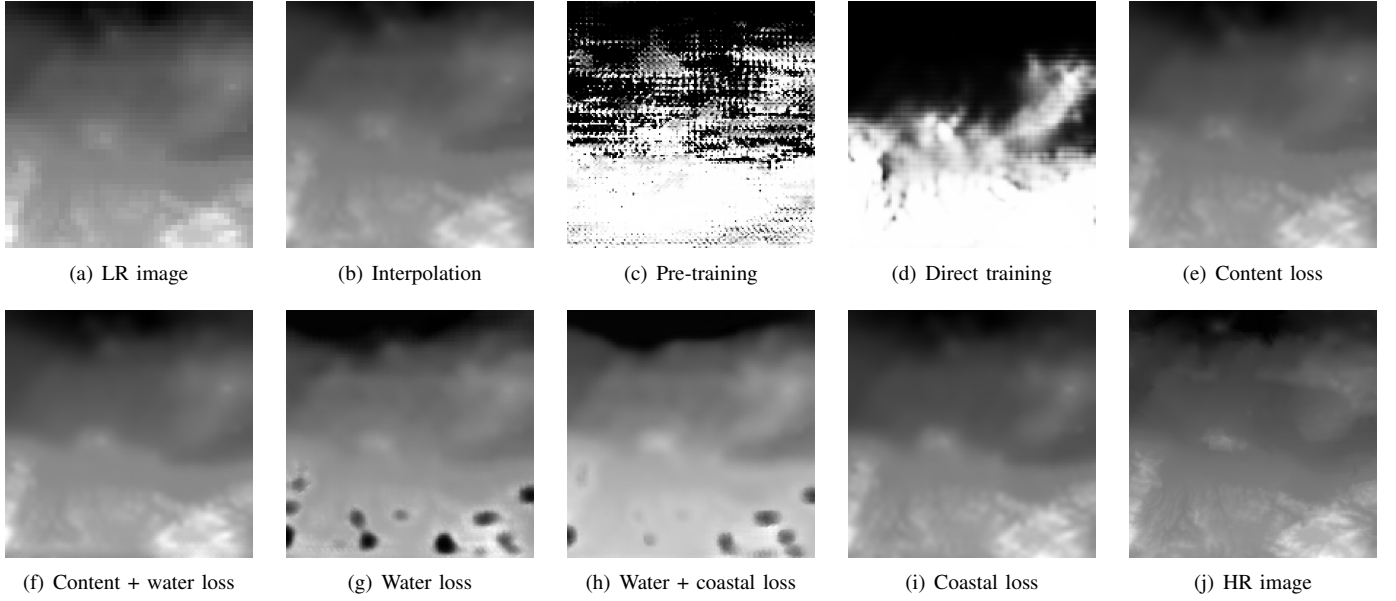 (a) LR image
(b) Interpolation
(c) Pre-training
(d) Direct training
(e) Content loss
(f) Content + water loss
(g) Water loss
(h) Water + coastal loss
(i) Coastal loss
(j) HR image